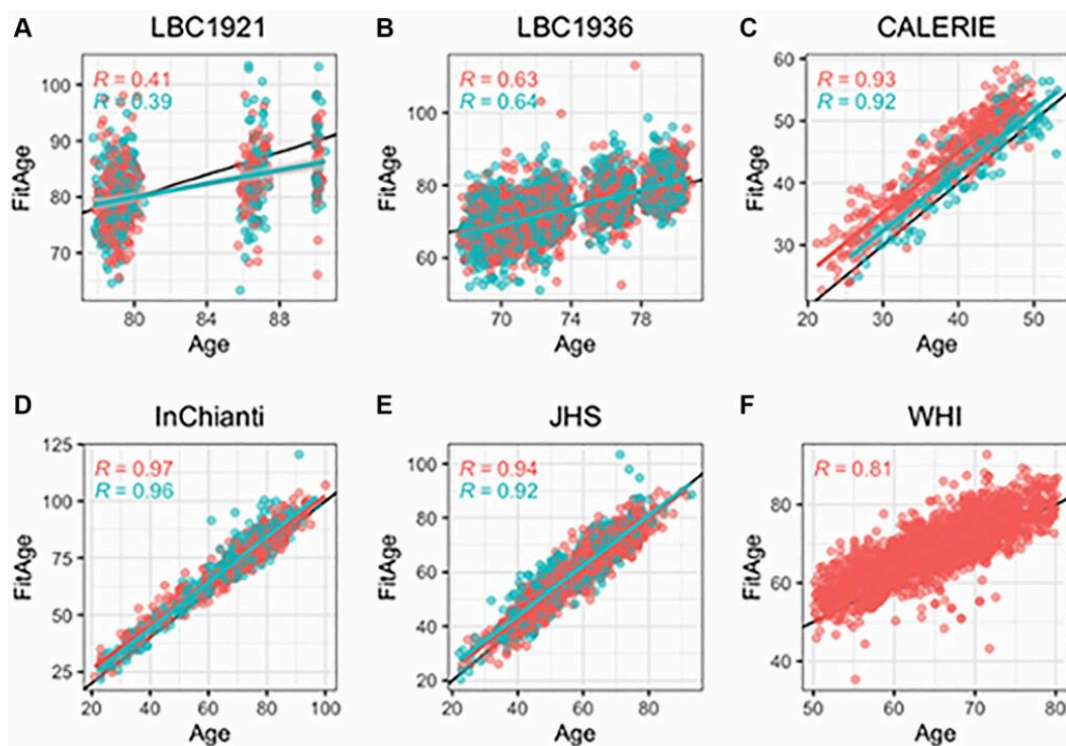 A
LBC1921
R = 0.41
R = 0.39
100
90
80
70
FitAge
80 84 88
Age
B
LBC1936
R = 0.63
R = 0.64
100
80
60
FitAge
70 74 78
Age
C
CALERIE
R = 0.93
R = 0.92
60
50
40
30
FitAge
20 30 40 50
Age
D
InChianti
R = 0.97
R = 0.96
125
100
75
50
25
FitAge
20 40 60 80 100
Age
E
JHS
R = 0.94
R = 0.92
100
80
60
40
20
FitAge
20 40 60 80
Age
F
WHI
R = 0.81
80
60
40
FitAge
50 60 70 80
Age